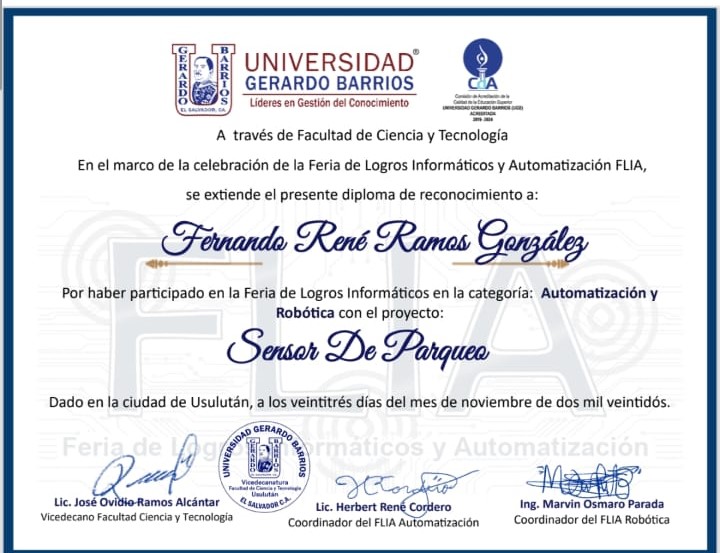 GERARDO BARRIOS
EL SALVADOR, C.A.
UNIVERSIDAD®
GERARDO BARRIOS
Líderes en Gestión del Conocimiento
CdA
Comisión de Acreditación de la
Calidad de la Educación Superior
UNIVERSIDAD GERARDO BARRIOS (UGB)
ACREDITADA
2019 - 2024
A través de Facultad de Ciencia y Tecnología
En el marco de la celebración de la Feria de Logros Informáticos y Automatización FLIA,
se extiende el presente diploma de reconocimiento a:
Fernando René Ramos González
Por haber participado en la Feria de Logros Informáticos en la categoría: Automatización y
Robótica con el proyecto:
Sensor De Parqueo
FLIA
Dado en la ciudad de Usulután, a los veintitrés días del mes de noviembre de dos mil veintidós.
Feria de Logros Informáticos y Automatización
UNIVERSIDAD GERARDO BARRIOS
GERARDO BARRIOS
Vicedecanatura
Facultad de Ciencia y Tecnología
Usulután
EL SALVADOR C.A.
Lic. José Ovidio Ramos Alcántar
Vicedecano Facultad Ciencia y Tecnología
Lic. Herbert René Cordero
Coordinador del FLIA Automatización
Ing. Marvin Osmaro Parada
Coordinador del FLIA Robótica